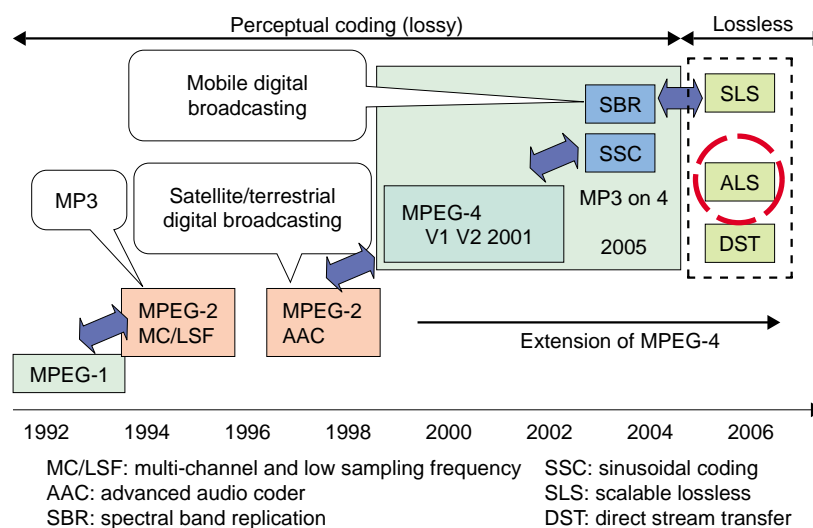 Perceptual coding (lossy)
Lossless
Mobile digital
broadcasting
SBR
SLS
SSC
MP3
Satellite/terrestrial
digital broadcasting
MPEG-4
V1 V2 2001
MP3 on 4
2005
ALS
DST
MPEG-2
MC/LSF
MPEG-2
AAC
Extension of MPEG-4
MPEG-1
1992 1994 1996 1998 2000 2002 2004 2006
MC/LSF: multi-channel and low sampling frequency
AAC: advanced audio coder
SBR: spectral band replication
SSC: sinusoidal coding
SLS: scalable lossless
DST: direct stream transfer